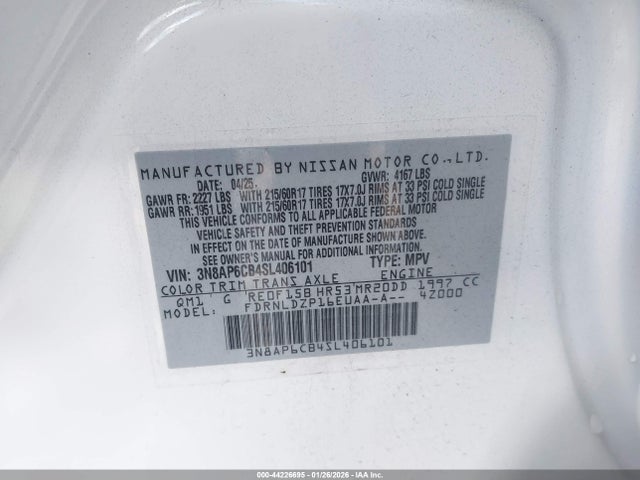 MANUFACTURED BY NISSAN MOTOR CO.,LTD.
DATE: 04/25 GVWR: 4167 LBS
GAWR FR: 2227 LBS WITH 215/60R17 TIRES 17X7.0J RIMS AT 33 PSI COLD SINGLE
GAWR RR: 1951 LBS WITH 215/60R17 TIRES 17X7.0J RIMS AT 33 PSI COLD SINGLE
THIS VEHICLE CONFORMS TO ALL APPLICABLE FEDERAL MOTOR
VEHICLE SAFETY AND THEFT PREVENTION STANDARDS
IN EFFECT ON THE DATE OF MANUFACTURE SHOWN ABOVE.
SEE OWNER'S MANUAL FOR FURTHER INFORMATION.
VIN: 3N8AP6CB4SL406101 TYPE: MPV
COLOR TRIM TRANS AXLE ENGINE
QM1 G RE0F15B HR53 MR20DD 1997 CC
MODEL: FDRNLDZP16EUAA-A-- 42000
3N8AP6CB4SL406101
000-44226695 - 01/26/2026 - IAA Inc.